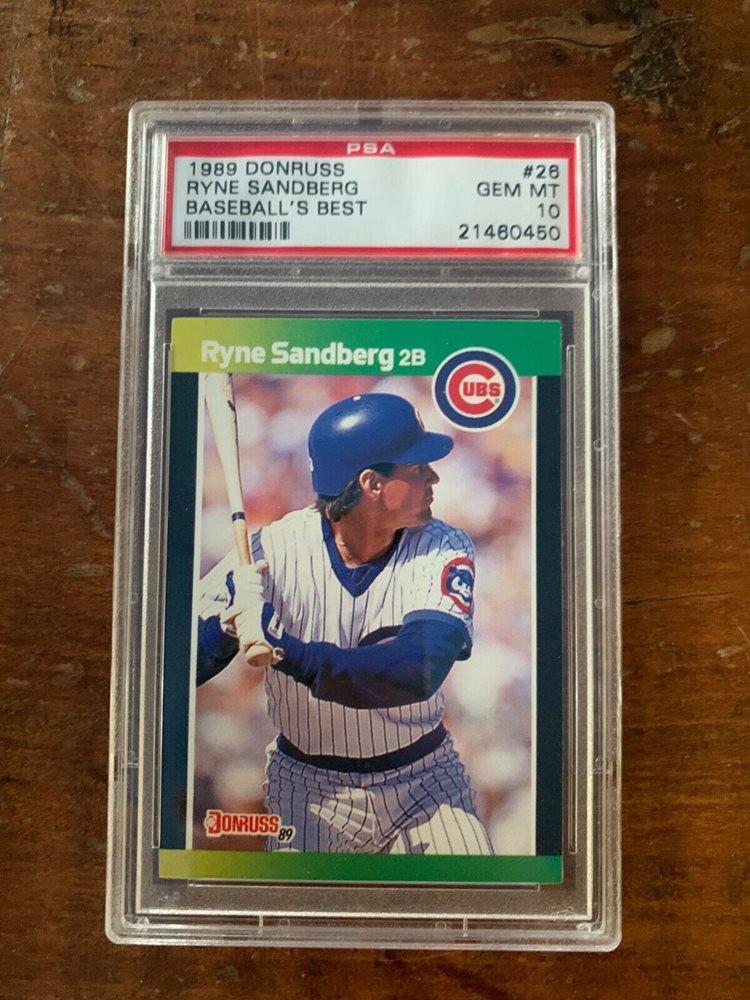 PSA
1989 DONRUSS #26
RYNE SANDBERG GEM MT
BASEBALL'S BEST 10
21460450
Ryne Sandberg 2B
CUBS
DONRUSS 89